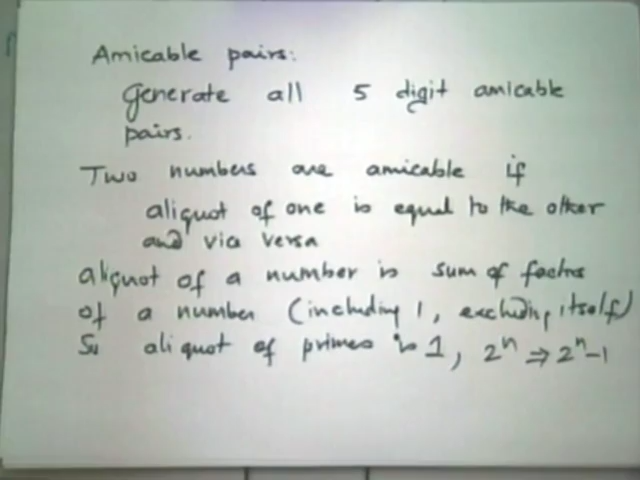 Amicable pairs:
Generate all 5 digit amicable
pairs.
Two numbers are amicable if
aliquot of one is equal to the other
and via versa
aliquot of a number is sum of factors
of a number (including 1, excluding itself)
So aliquot of primes is 1, 2ⁿ ⇒ 2ⁿ-1